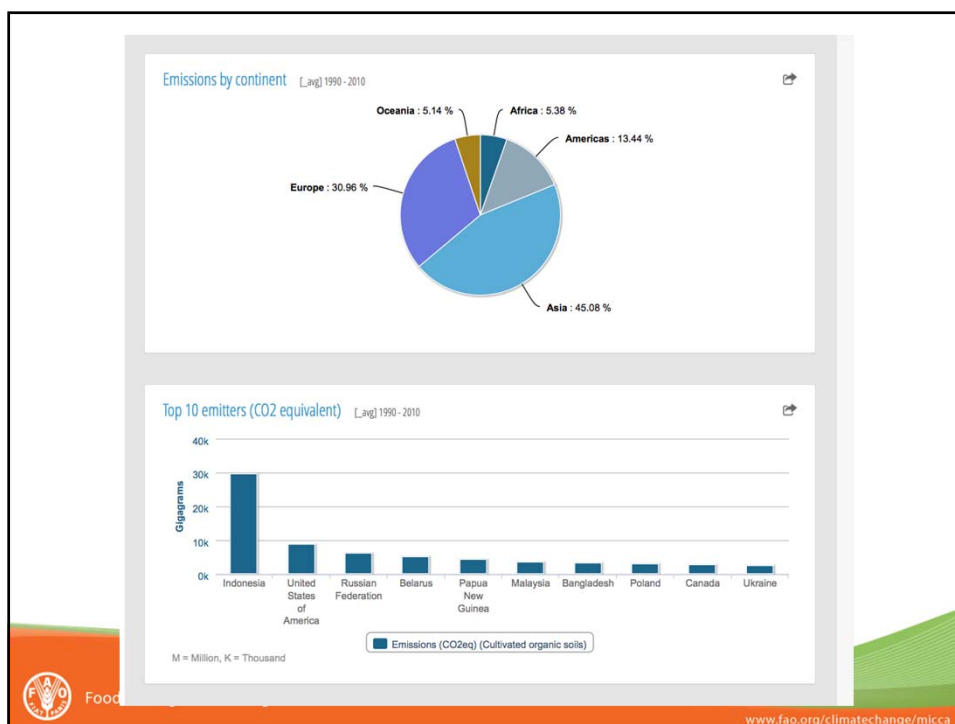 Emissions by continent [_avg] 1990 - 2010
Oceania : 5.14 %
Africa : 5.38 %
Americas : 13.44 %
Europe : 30.96 %
Asia : 45.08 %
Top 10 emitters (CO2 equivalent) [_avg] 1990 - 2010
40k
30k
20k
10k
0k
Gigagrams
Indonesia
United States of America
Russian Federation
Belarus
Papua New Guinea
Malaysia
Bangladesh
Poland
Canada
Ukraine
Emissions (CO2eq) (Cultivated organic soils)
M = Million, K = Thousand
FAO
FIAT PANIS
Food
www.fao.org/climatechange/micca